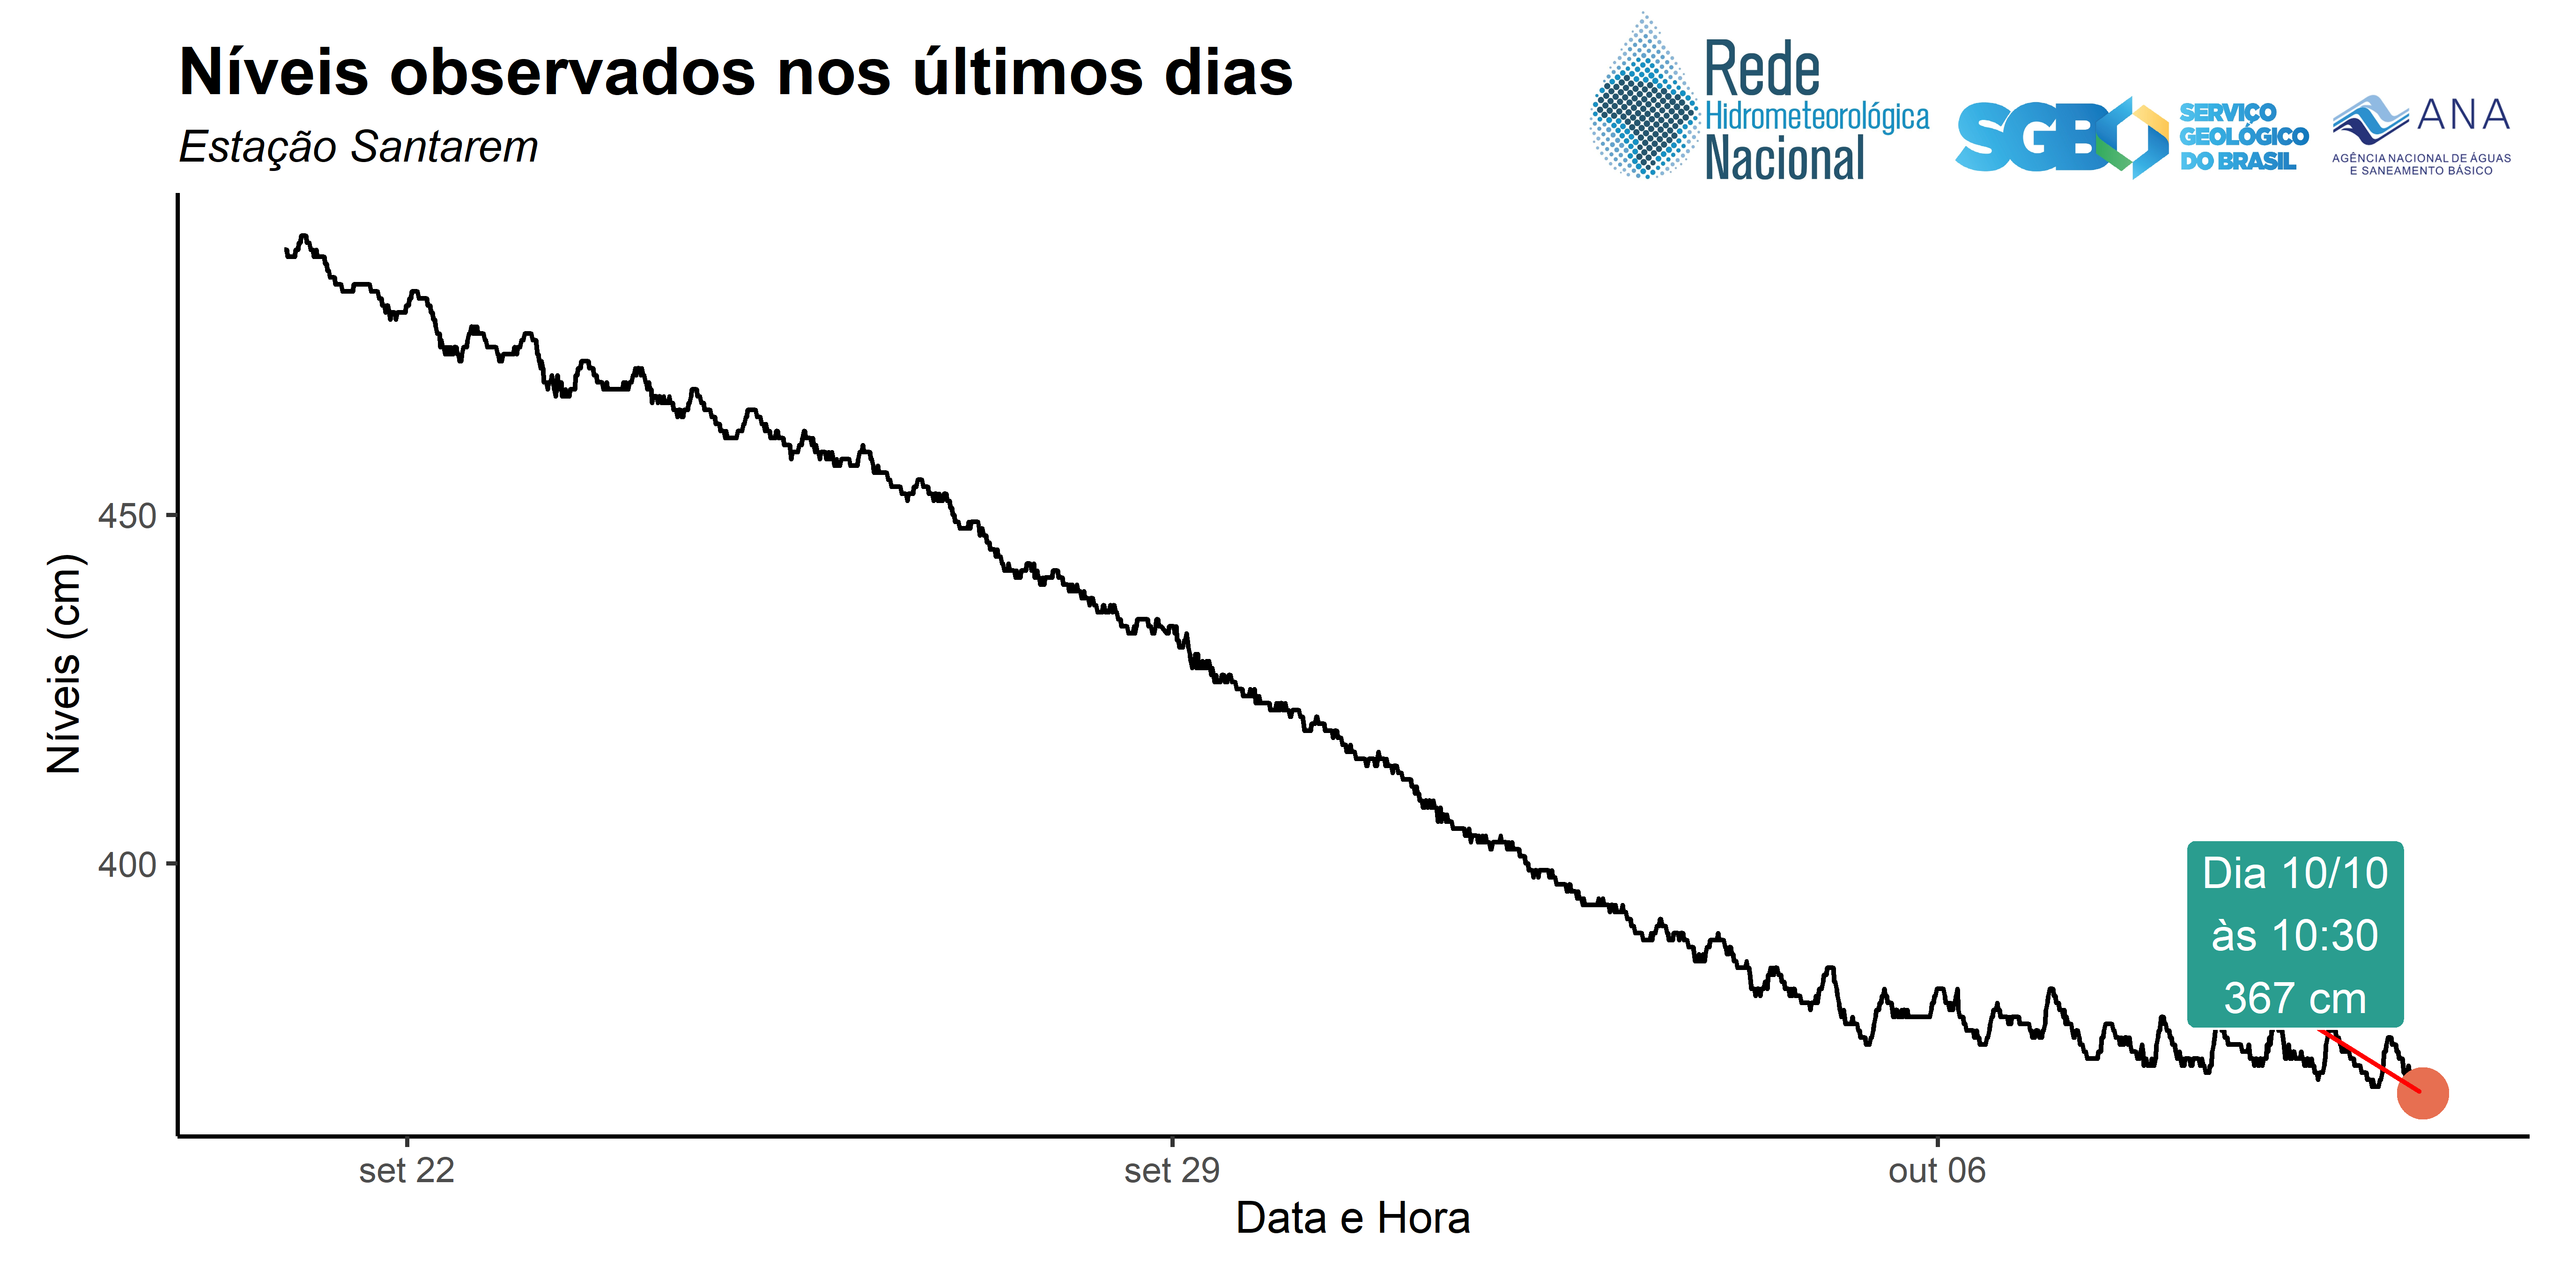 Níveis observados nos últimos dias
Estação Santarem
Rede
Hidrometeorológica
Nacional
SGB
SERVIÇO
GEOLÓGICO
DO BRASIL
ANA
AGÊNCIA NACIONAL DE ÁGUAS
E SANEAMENTO BÁSICO
Níveis (cm)
450
400
Dia 10/10
às 10:30
367 cm
set 22
set 29
out 06
Data e Hora